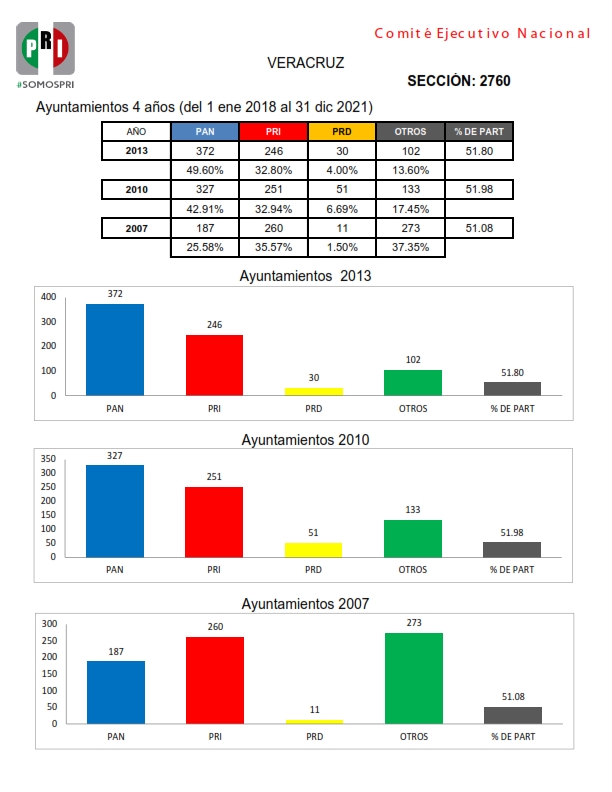 Comité Ejecutivo Nacional
PRI
#SOMOSPRI
VERACRUZ
SECCIÓN: 2760
Ayuntamientos 4 años (del 1 ene 2018 al 31 dic 2021)
AÑO PAN PRI PRD OTROS % DE PART
2013 372 246 30 102 51.80
49.60% 32.80% 4.00% 13.60%
2010 327 251 51 133 51.98
42.91% 32.94% 6.69% 17.45%
2007 187 260 11 273 51.08
25.58% 35.57% 1.50% 37.35%
Ayuntamientos 2013
400
300
200
100
0
372 246 30 102 51.80
PAN PRI PRD OTROS % DE PART
Ayuntamientos 2010
350
300
250
200
150
100
50
0
327 251 51 133 51.98
PAN PRI PRD OTROS % DE PART
Ayuntamientos 2007
300
250
200
150
100
50
0
187 260 11 273 51.08
PAN PRI PRD OTROS % DE PART